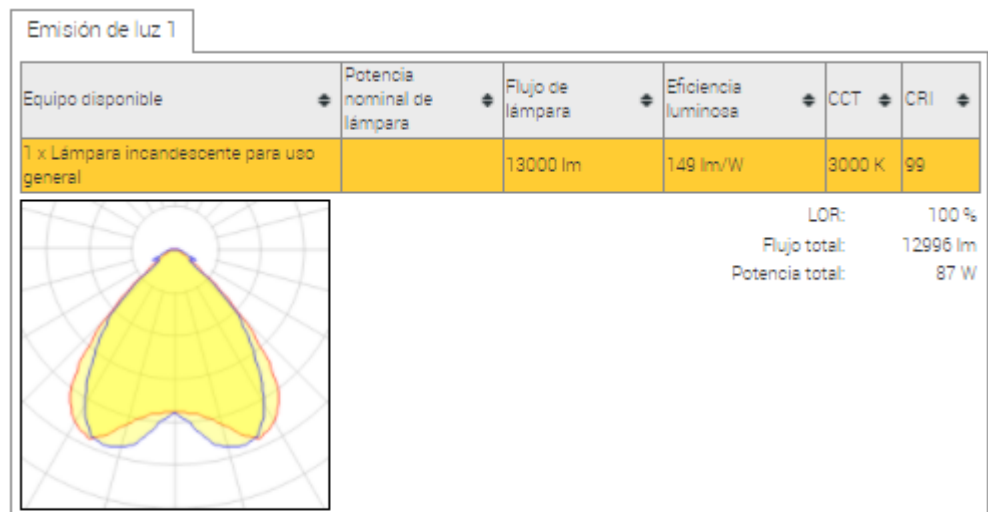 Emisión de luz 1
Equipo disponible
Potencia
nominal de
lámpara
Flujo de
lámpara
Eficiencia
luminosa
CCT
CRI
1 x Lámpara incandescente para uso
general
13000 lm
149 lm/W
3000 K
99
LOR: 100 %
Flujo total: 12996 lm
Potencia total: 87 W